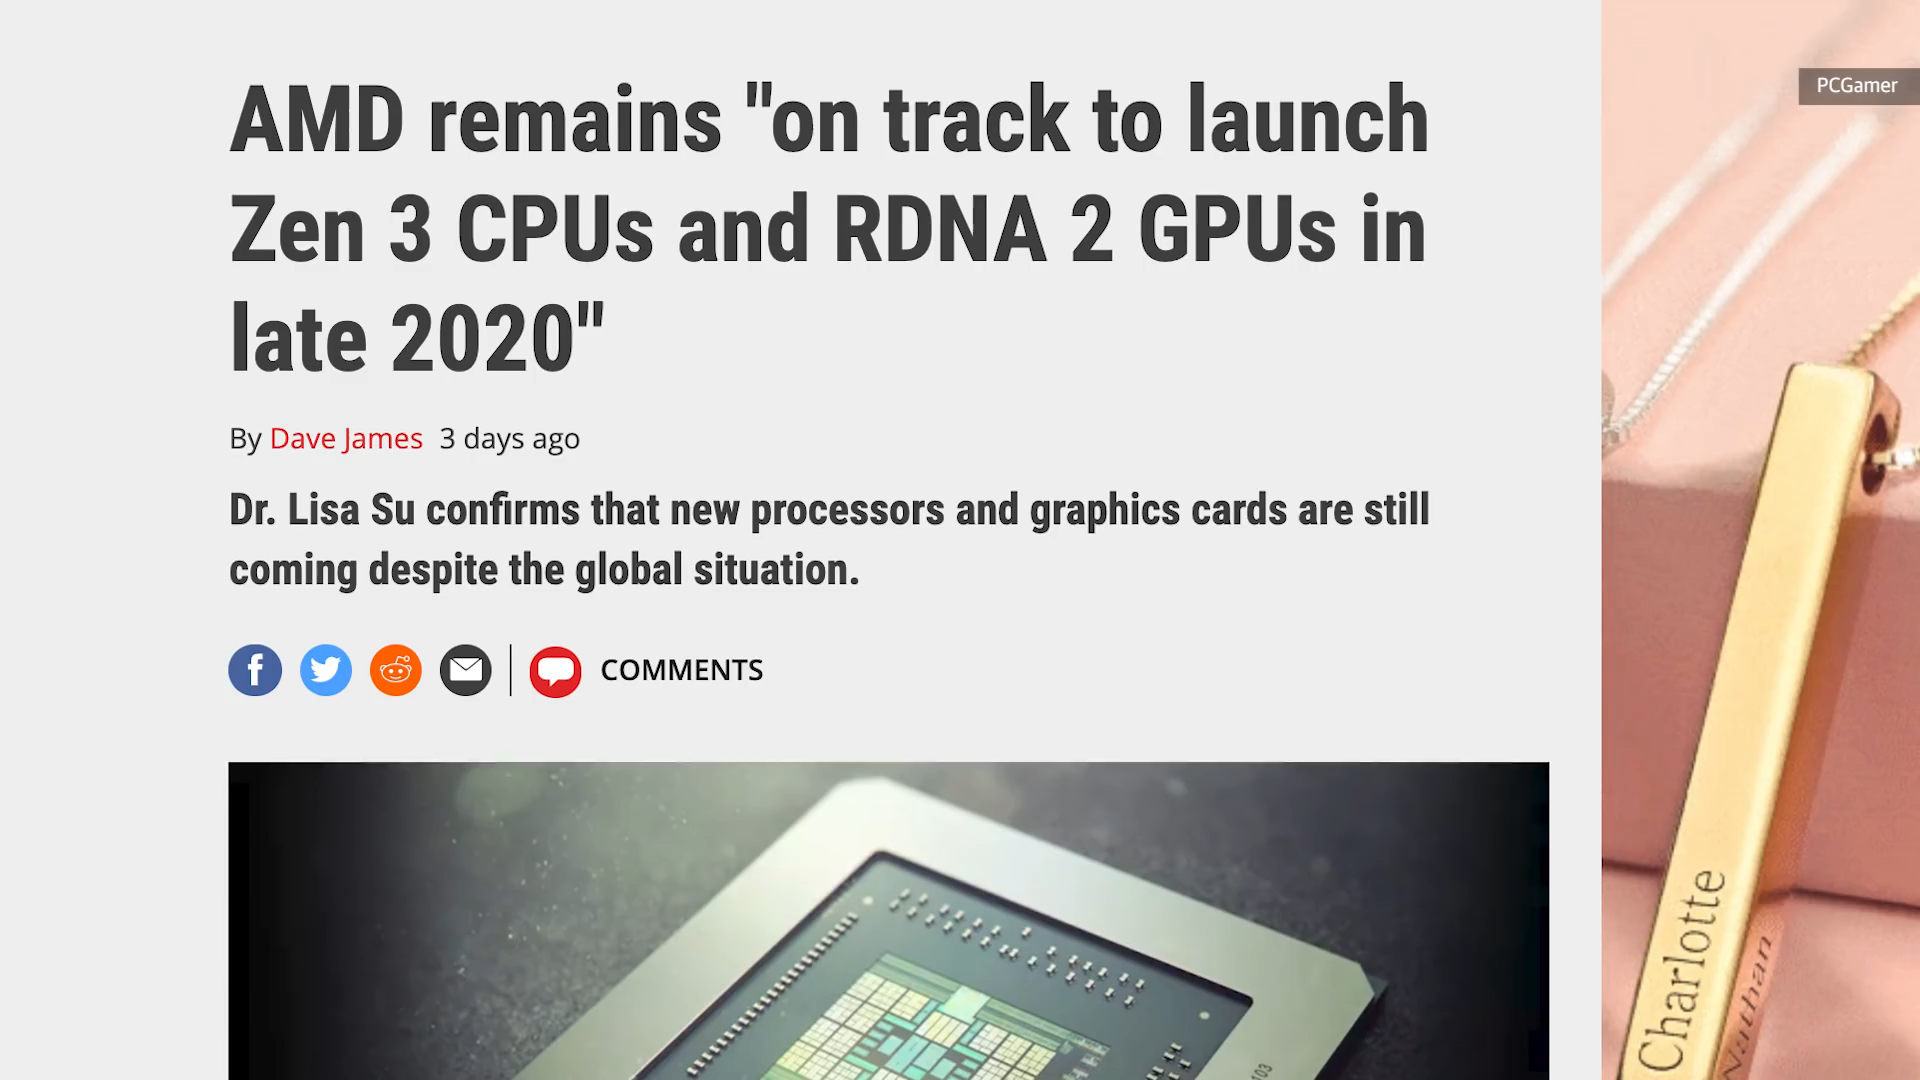 AMD remains "on track to launch
Zen 3 CPUs and RDNA 2 GPUs in
late 2020"
PCGamer
By Dave James 3 days ago
Dr. Lisa Su confirms that new processors and graphics cards are still
coming despite the global situation.
f
COMMENTS
Charlotte
Nathan
103